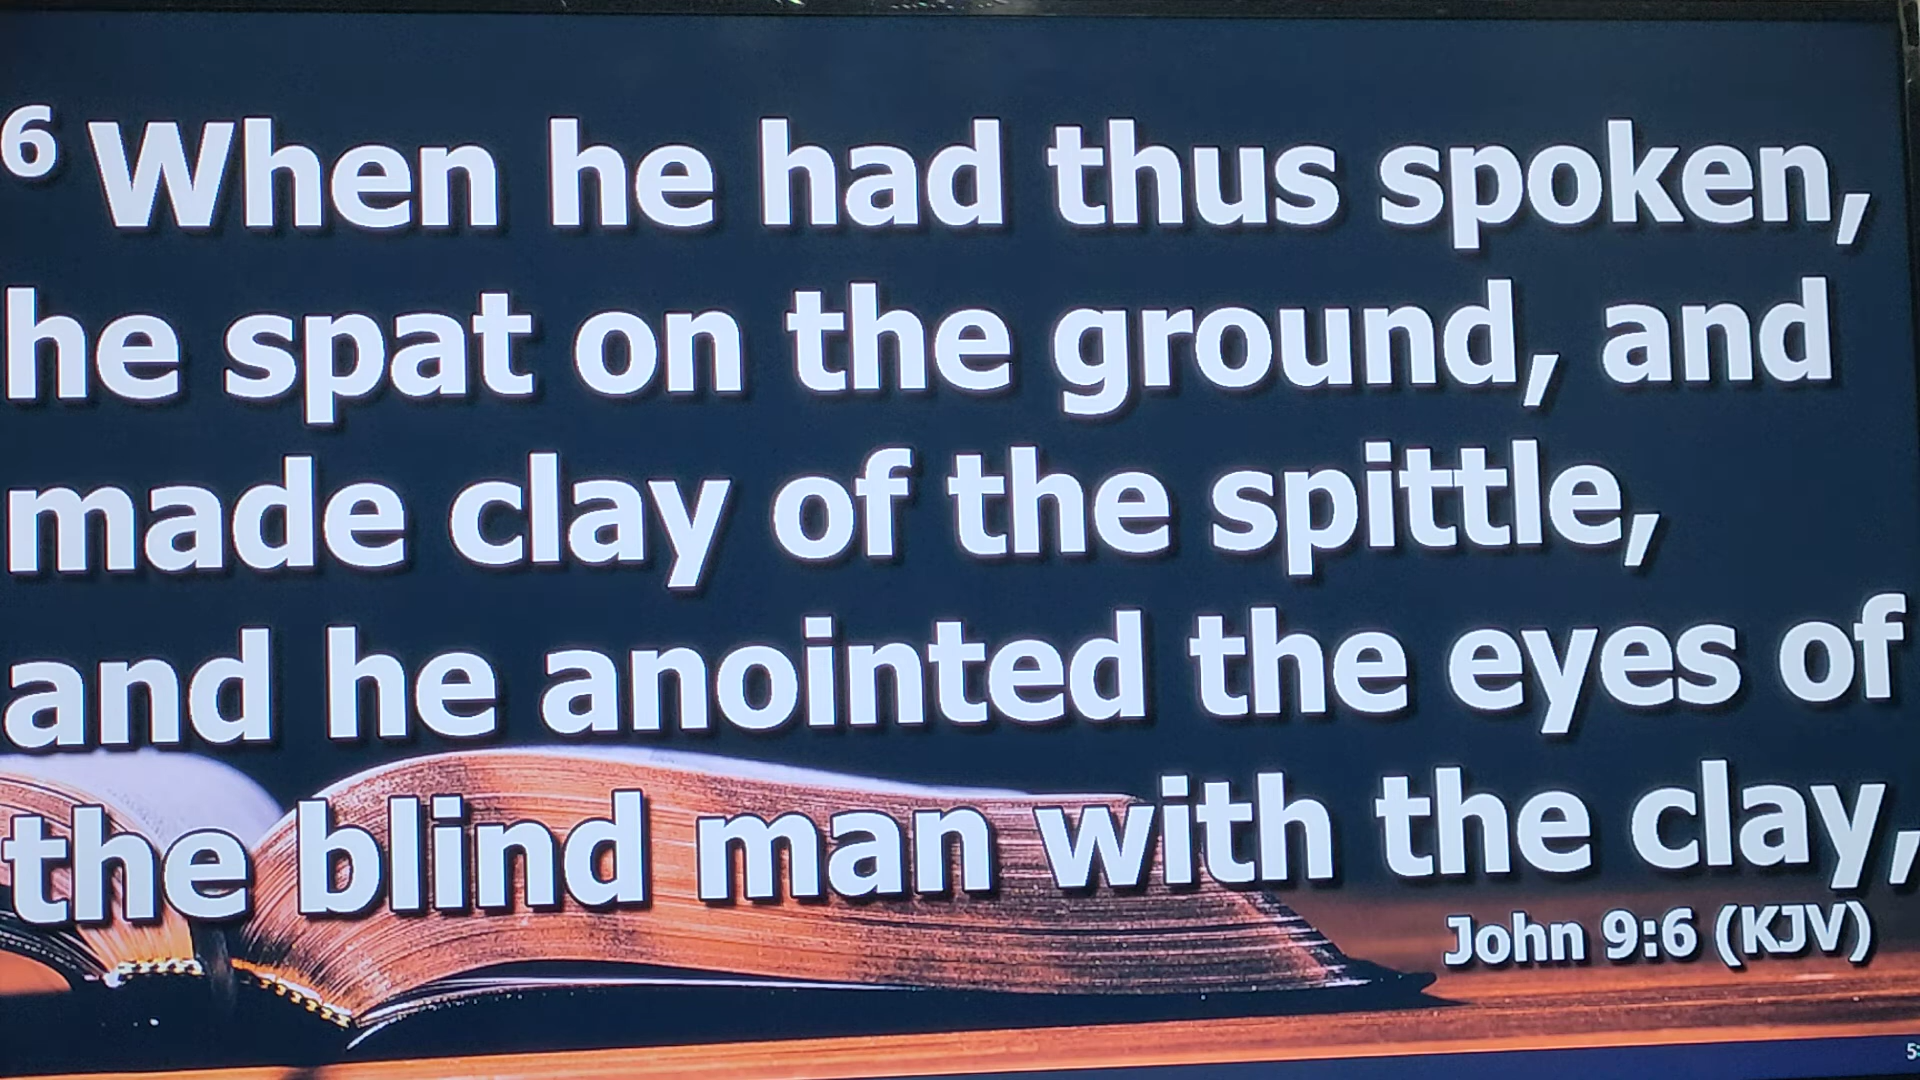 6 When he had thus spoken,
he spat on the ground, and
made clay of the spittle,
and he anointed the eyes of
the blind man with the clay,
John 9:6 (KJV)